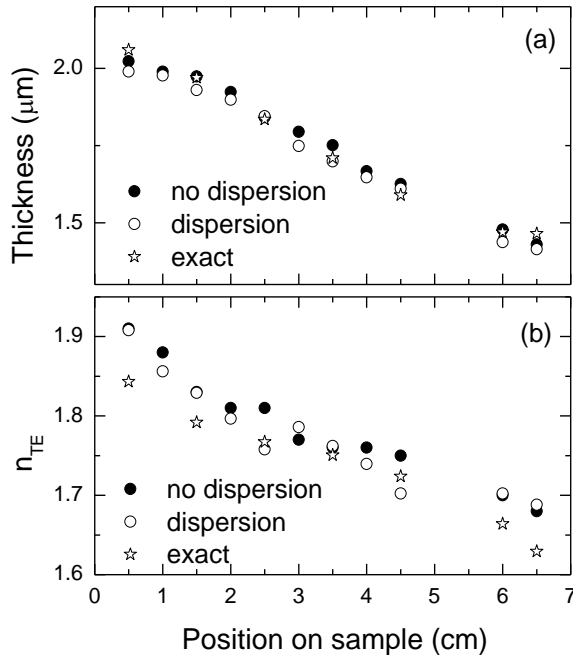 (a)
2.0
Thickness (μm)
1.5
no dispersion
dispersion
exact
(b)
1.9
1.8
n_TE
1.7
1.6
no dispersion
dispersion
exact
0 1 2 3 4 5 6 7
Position on sample (cm)